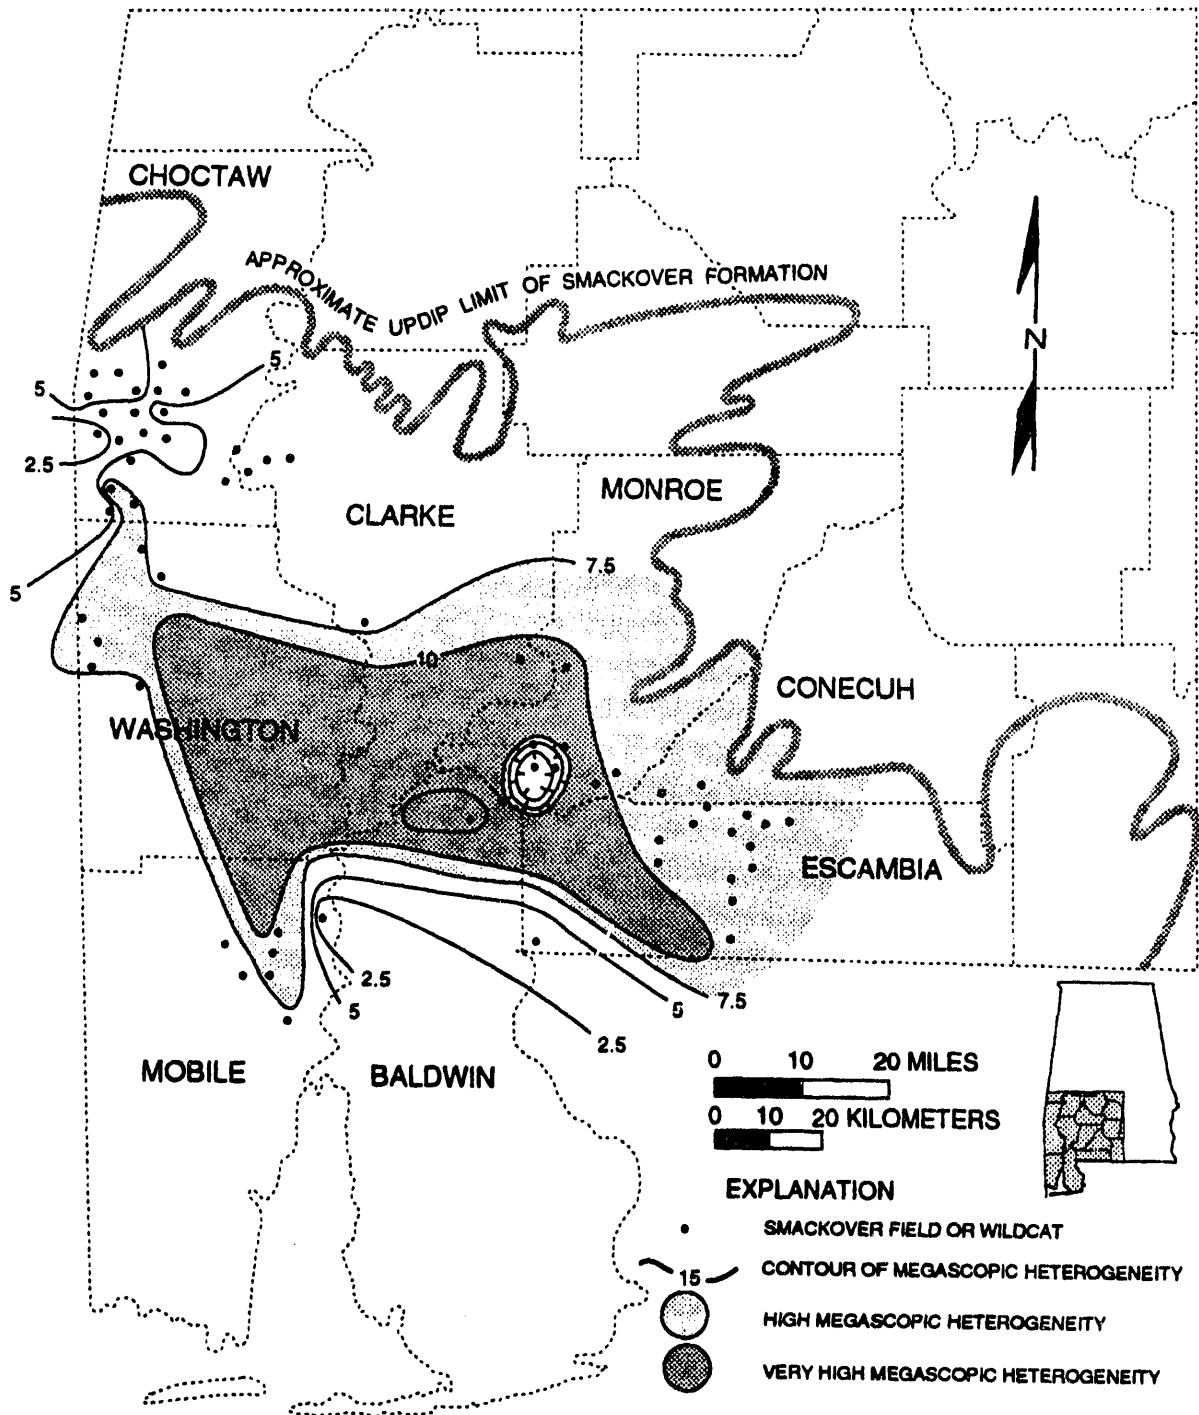 CHOCTAW
APPROXIMATE UPDIP LIMIT OF SMACKOVER FORMATION
N
5
5
2.5
MONROE
CLARKE
7.5
5
10
CONECUH
WASHINGTON
ESCAMBIA
2.5
5
5
7.5
2.5
MOBILE
BALDWIN
0 10 20 MILES
0 10 20 KILOMETERS
EXPLANATION
SMACKOVER FIELD OR WILDCAT
15
CONTOUR OF MEGASCOPIC HETEROGENEITY
HIGH MEGASCOPIC HETEROGENEITY
VERY HIGH MEGASCOPIC HETEROGENEITY